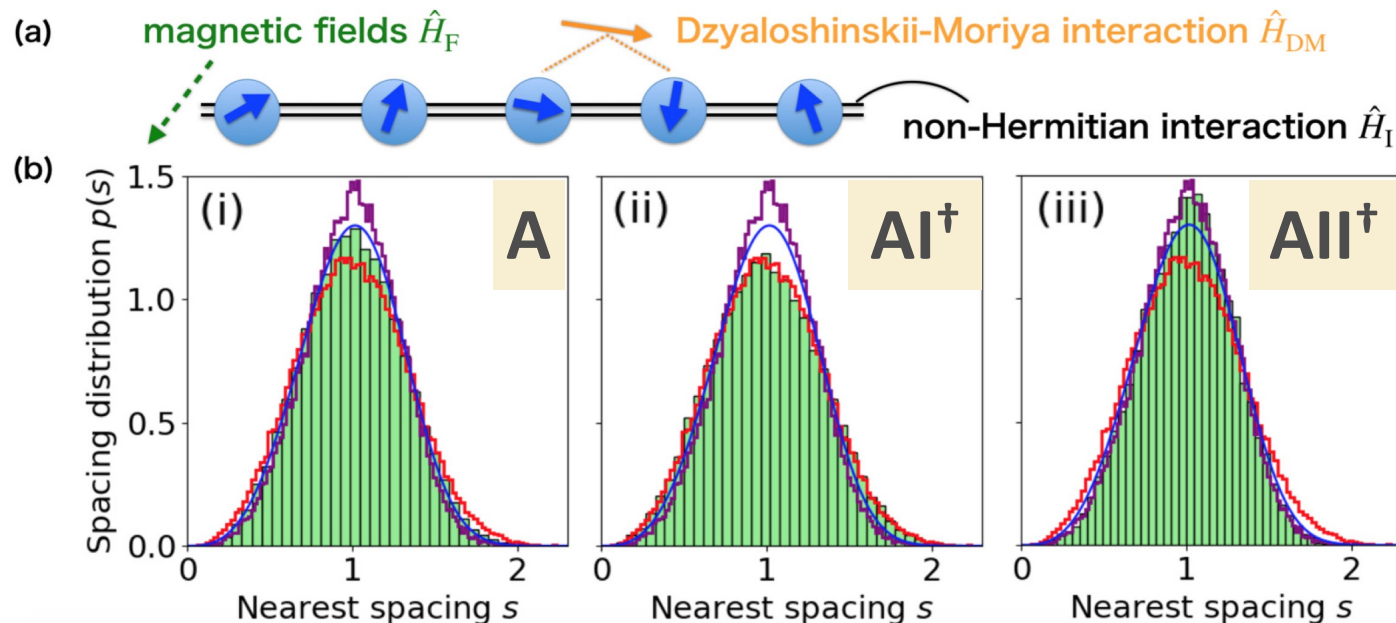 (a) magnetic fields Ĥ_F Dzyaloshinskii-Moriya interaction Ĥ_DM
non-Hermitian interaction Ĥ_I
(b)
Spacing distribution p(s)
1.5
1.0
0.5
0.0
(i) A
(ii) AI†
(iii) AII†
0 1 2
0 1 2
0 1 2
Nearest spacing s
Nearest spacing s
Nearest spacing s